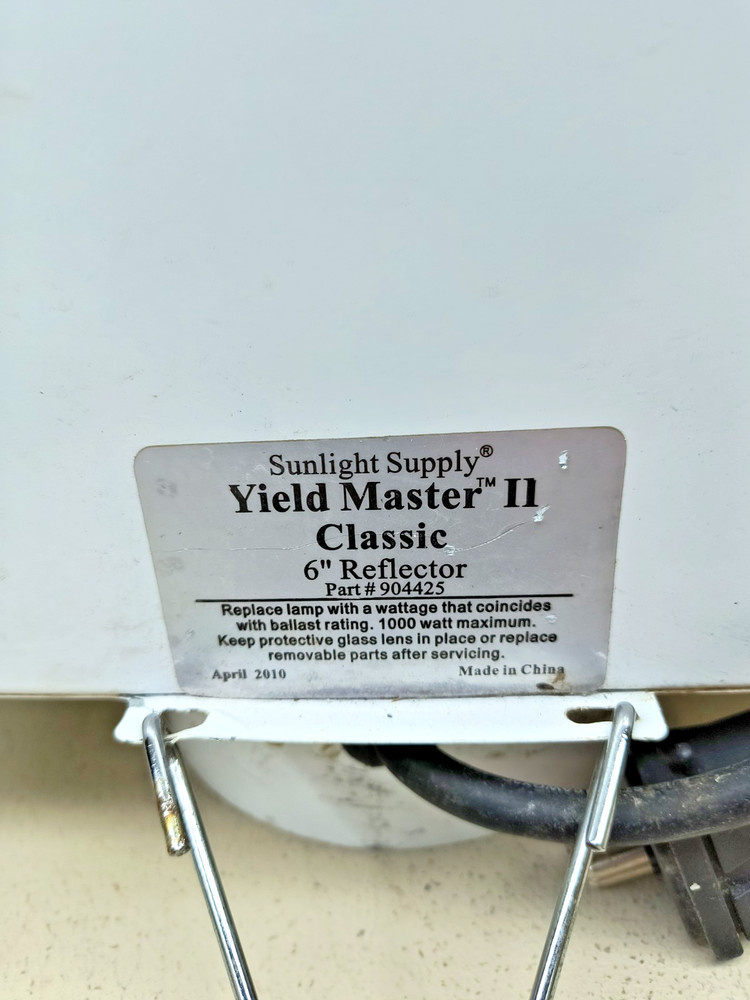 Sunlight Supply®
Yield Master™ II
Classic
6" Reflector
Part # 904425
Replace lamp with a wattage that coincides
with ballast rating. 1000 watt maximum.
Keep protective glass lens in place or replace
removable parts after servicing.
April 2010 Made in China